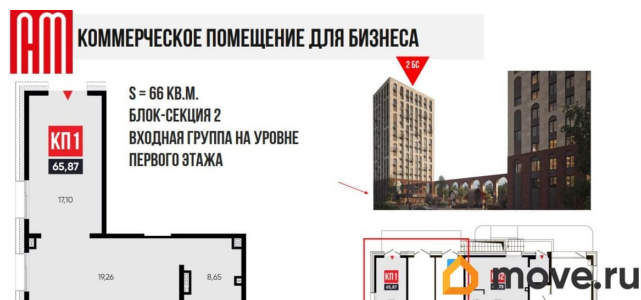 АМ
КОММЕРЧЕСКОЕ ПОМЕЩЕНИЕ ДЛЯ БИЗНЕСА
2 БС
S = 66 КВ.М.
БЛОК-СЕКЦИЯ 2
ВХОДНАЯ ГРУППА НА УРОВНЕ
ПЕРВОГО ЭТАЖА
КП1
65,87
17,10
19,26
8,65
КП1
65,87
move.ru